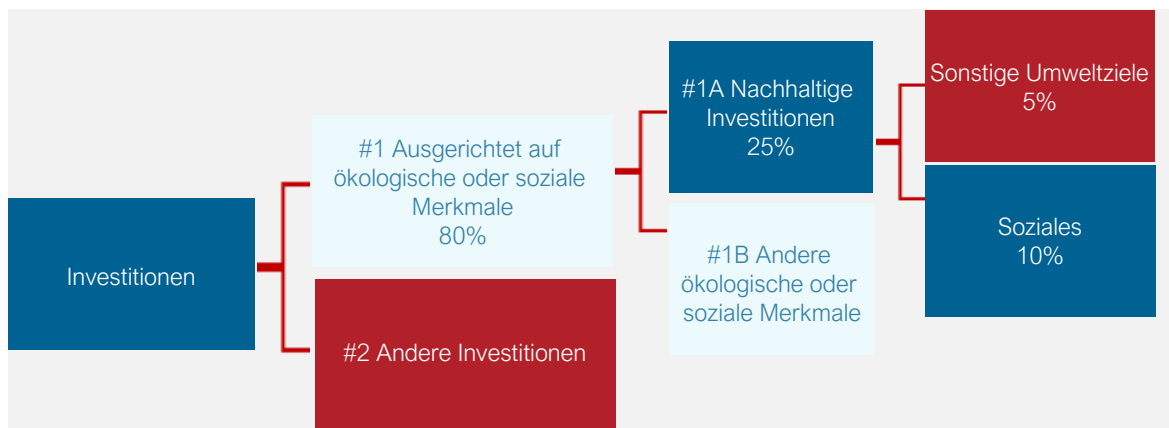 Investitionen
#1 Ausgerichtet auf
ökologische oder soziale
Merkmale
80%
#2 Andere Investitionen
#1A Nachhaltige
Investitionen
25%
#1B Andere
ökologische oder
soziale Merkmale
Sonstige Umweltziele
5%
Soziales
10%